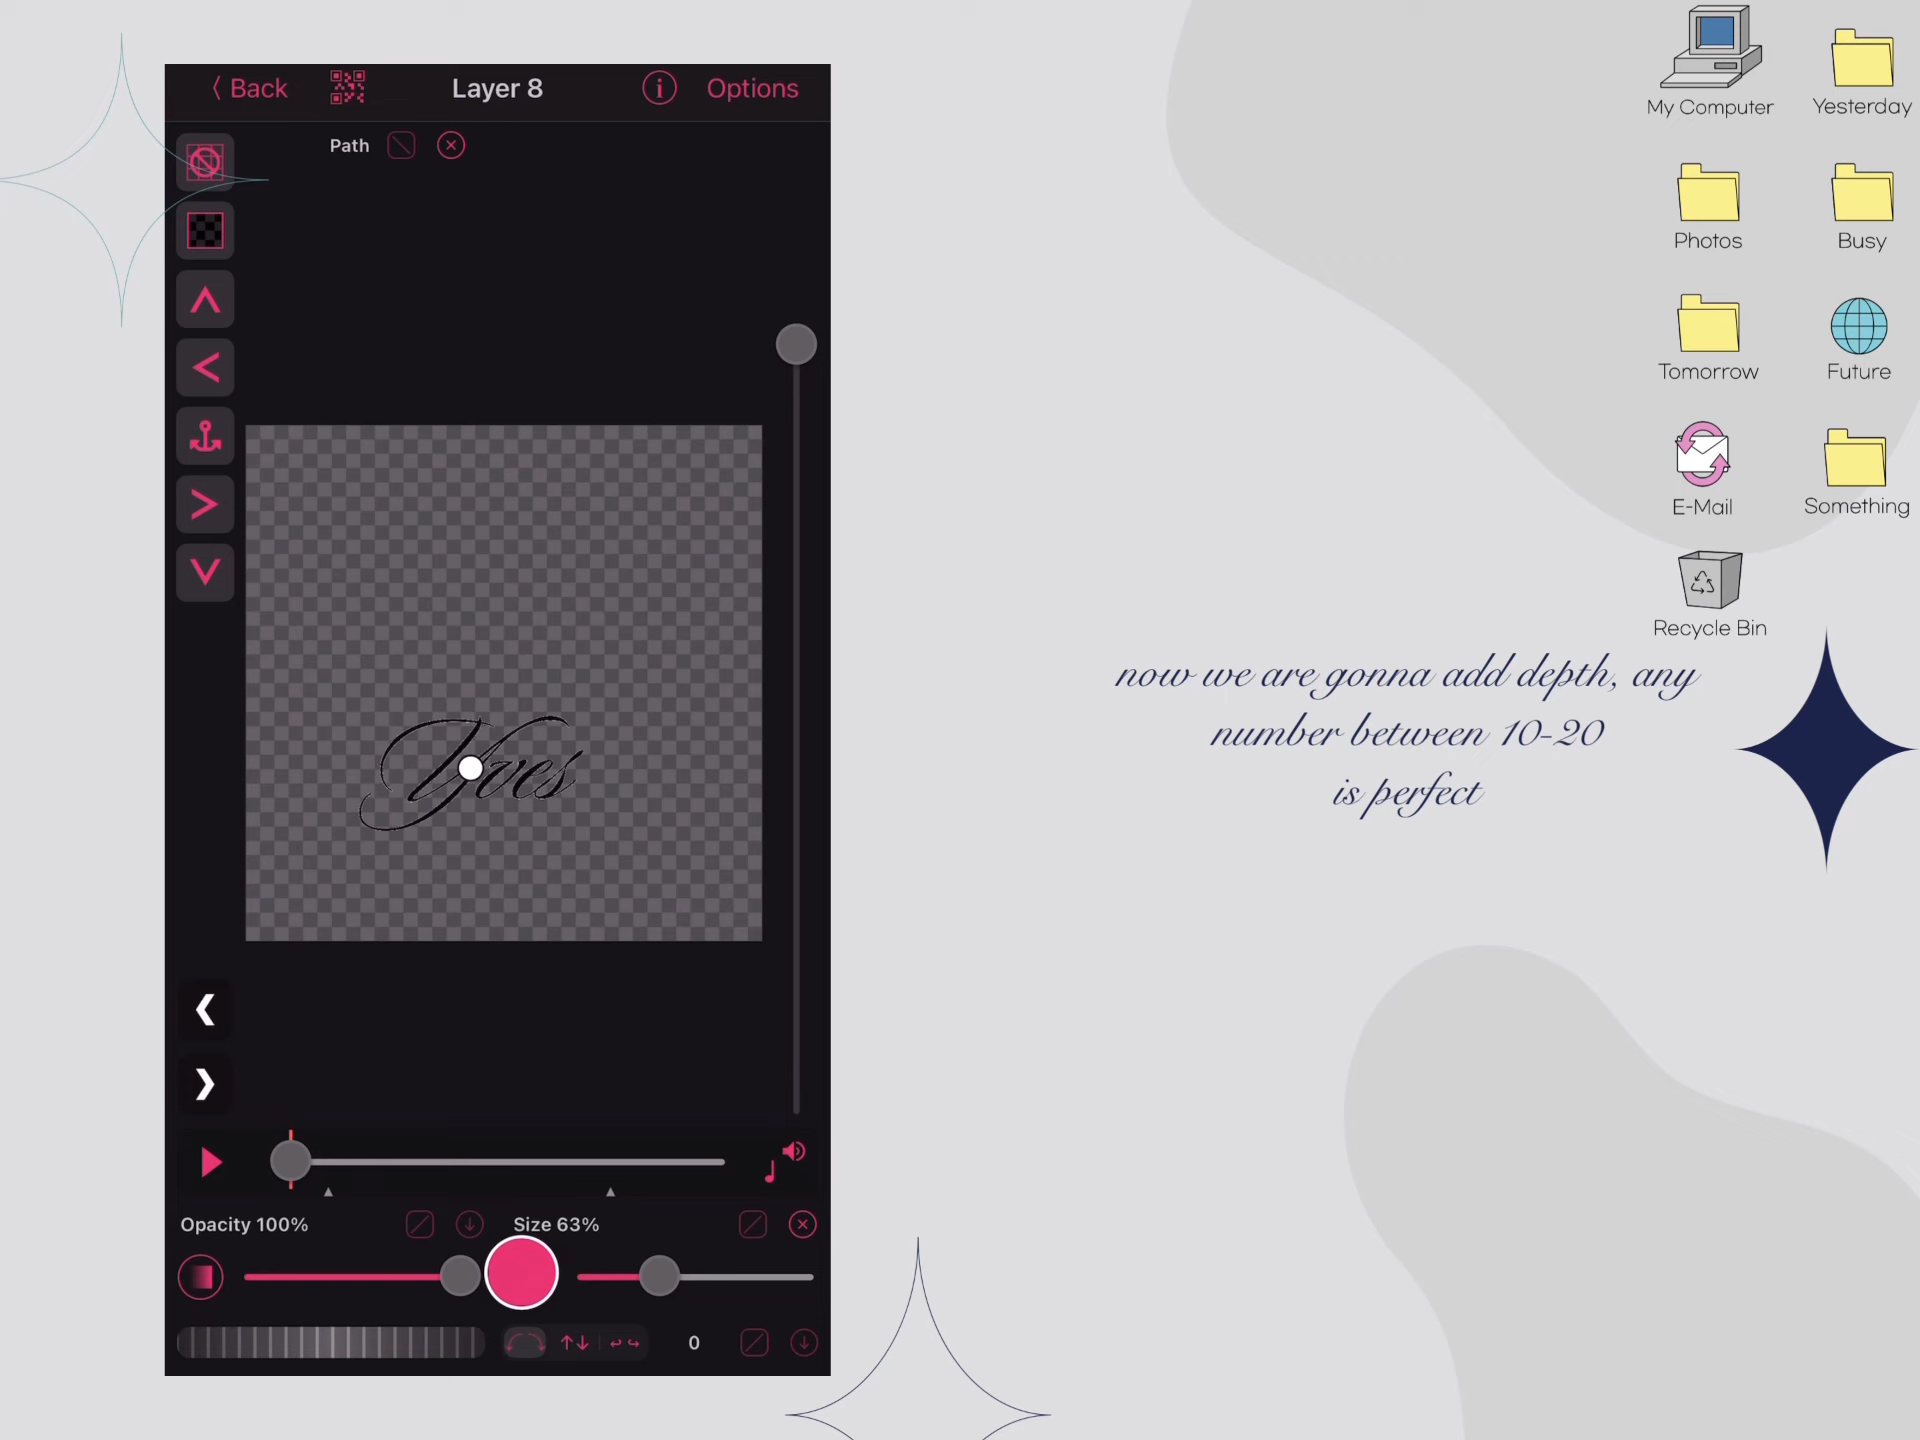 Back
Layer 8
Options
Path
Yves
Opacity 100%
Size 63%
0
My Computer
Yesterday
Photos
Busy
Tomorrow
Future
E-Mail
Something
Recycle Bin
now we are gonna add depth, any
number between 10-20
is perfect